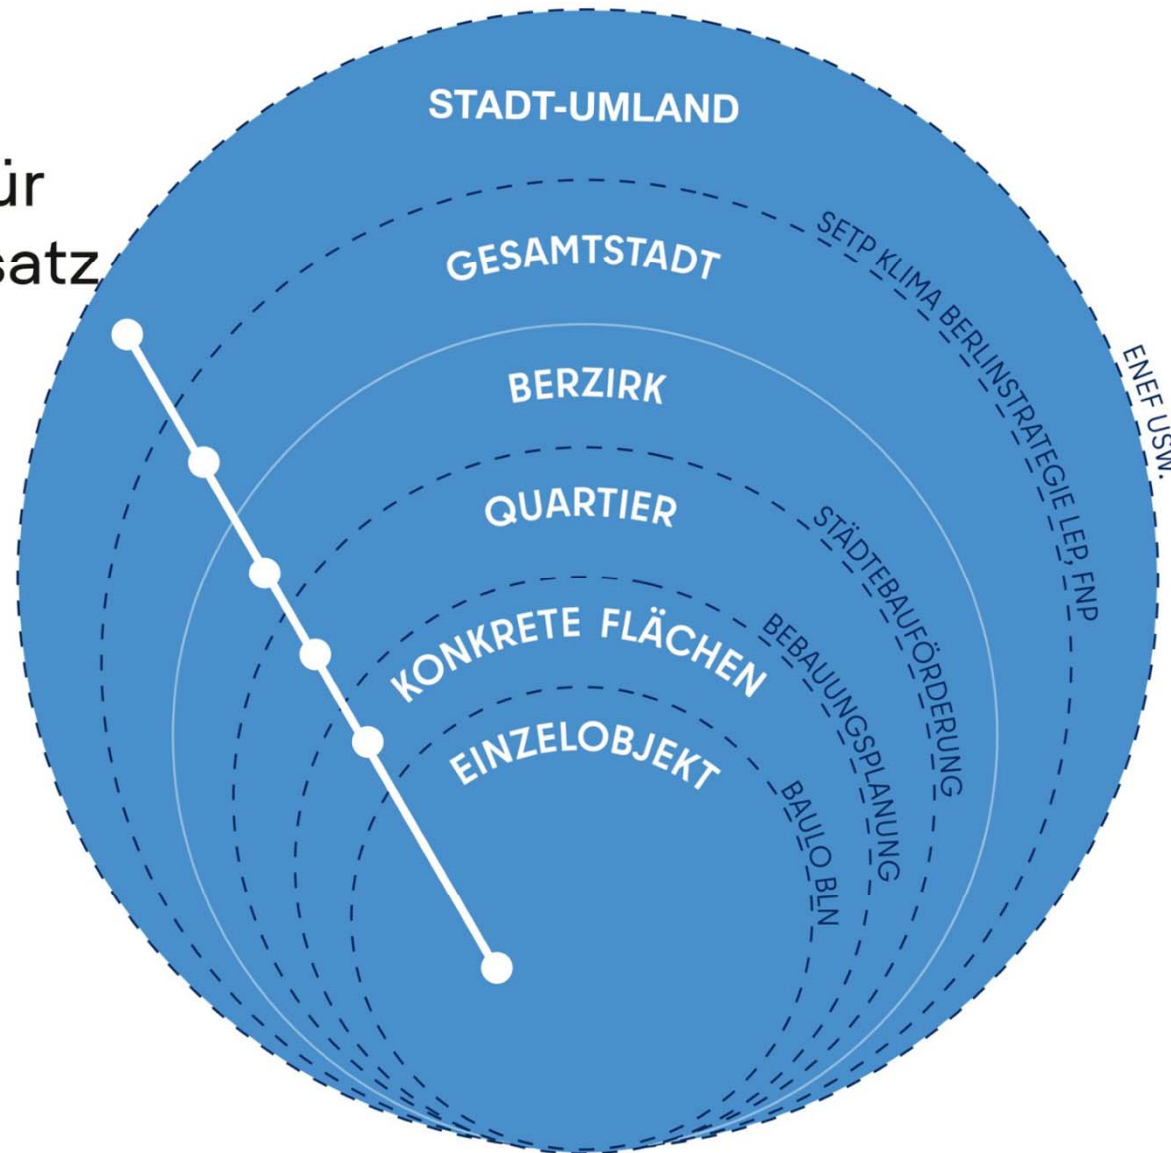 ür
satz
STADT-UMLAND
GESAMTSTADT
BERZIRK
QUARTIER
KONKRETE FLÄCHEN
EINZELOBJEKT
SETP KLIMA BERLINSTRATEGIE LEP, FNP
ENEF USW.
STÄDTEBAUFÖRDERUNG
BEBAUUNGSPLANUNG
BAULO BLN